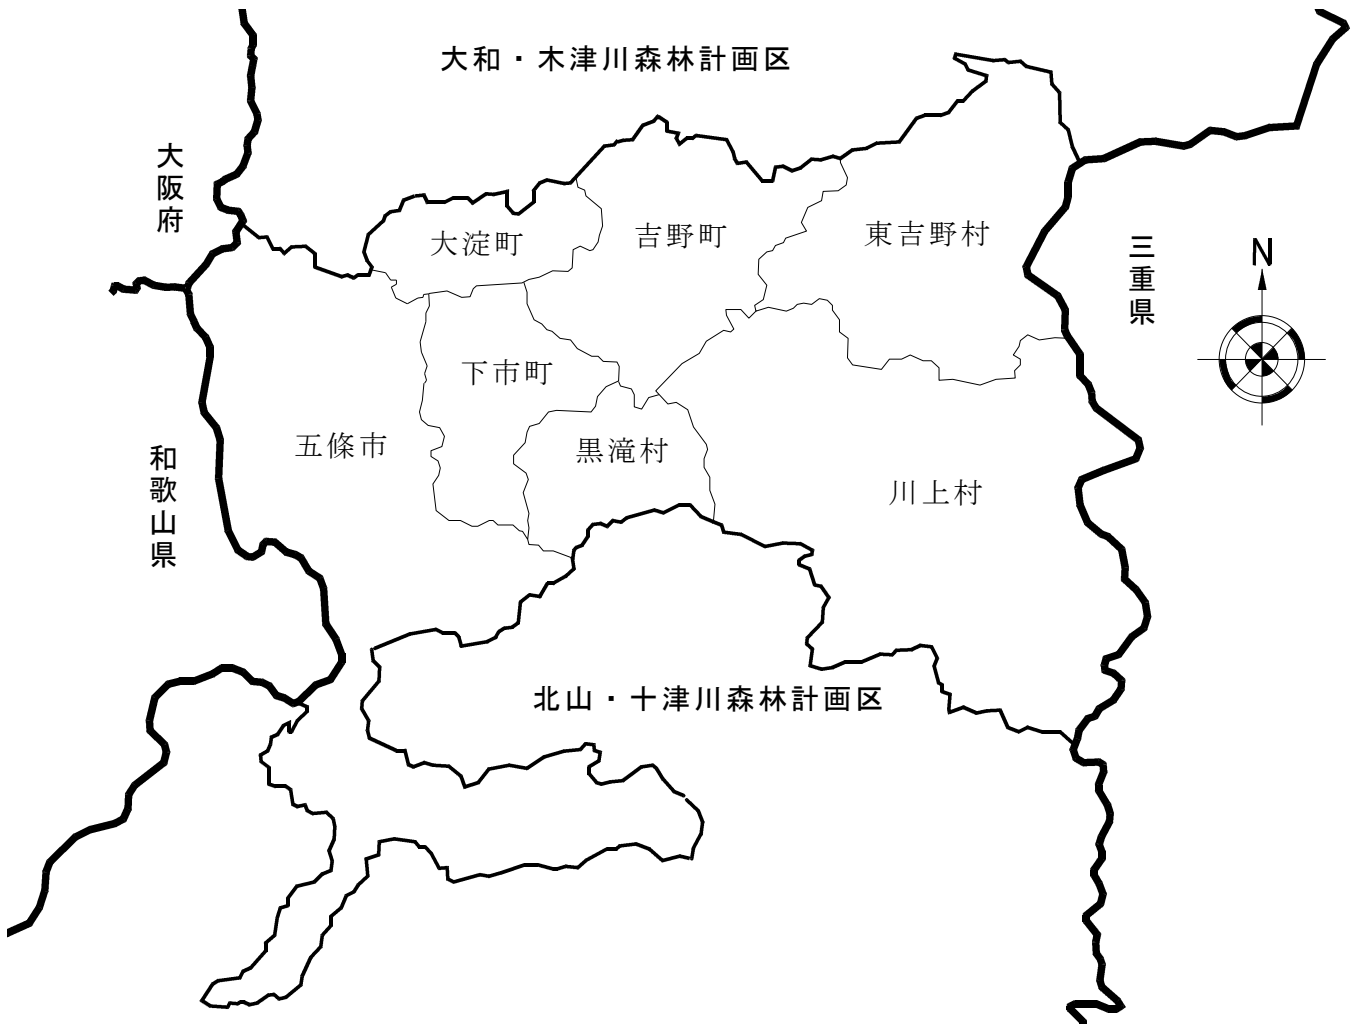 大和・木津川森林計画区
大阪府
大淀町
吉野町
東吉野村
三重県
N
下市町
五條市
黒滝村
和歌山県
川上村
北山・十津川森林計画区